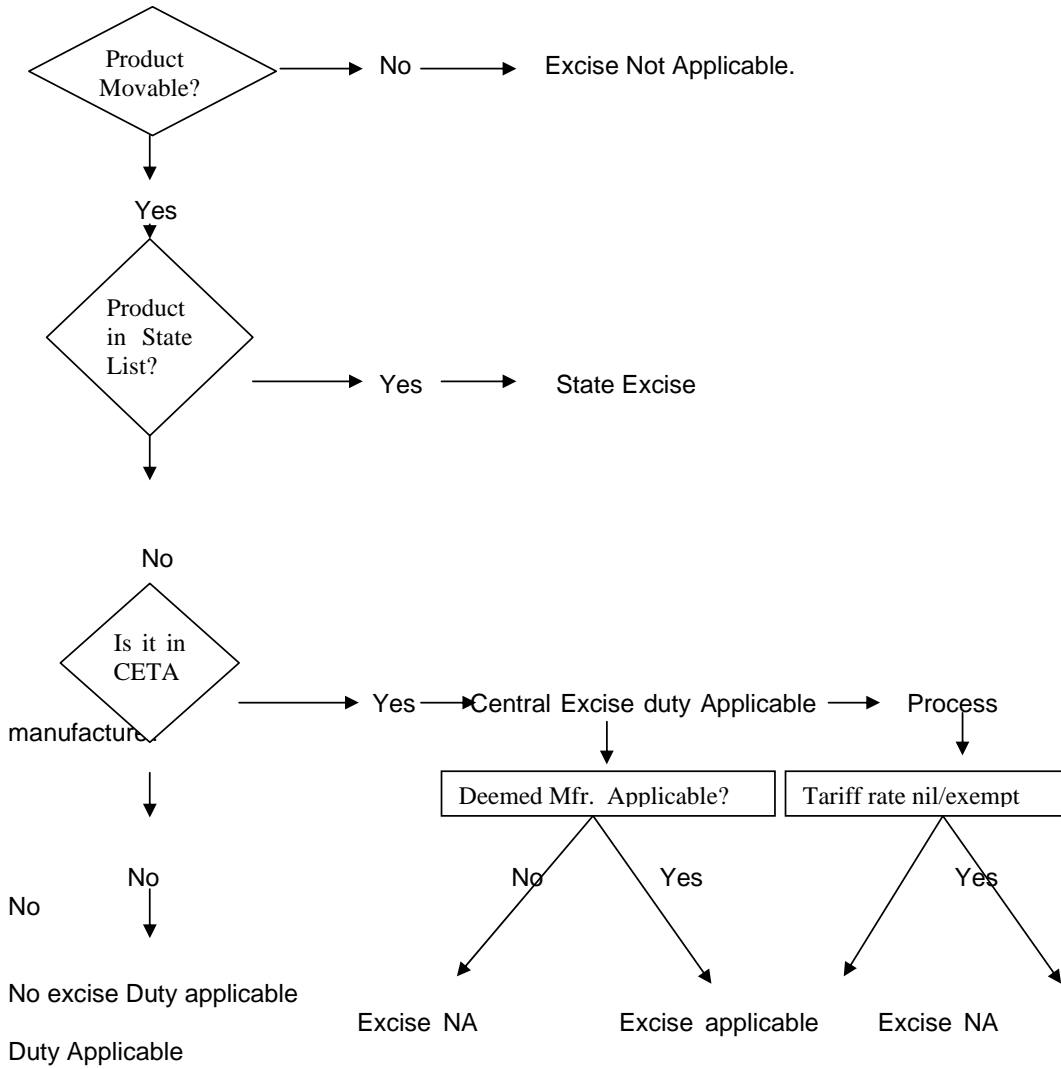 Product
Movable?
No
Excise Not Applicable.
Yes
Product
in State
List?
Yes
State Excise
No
Is it in
CETA
Yes
Central Excise duty Applicable
Process
Deemed Mfr. Applicable?
Tariff rate nil/exempt
No
No
Yes
Yes
No
No excise Duty applicable
Excise NA
Excise applicable
Excise NA
Duty Applicable